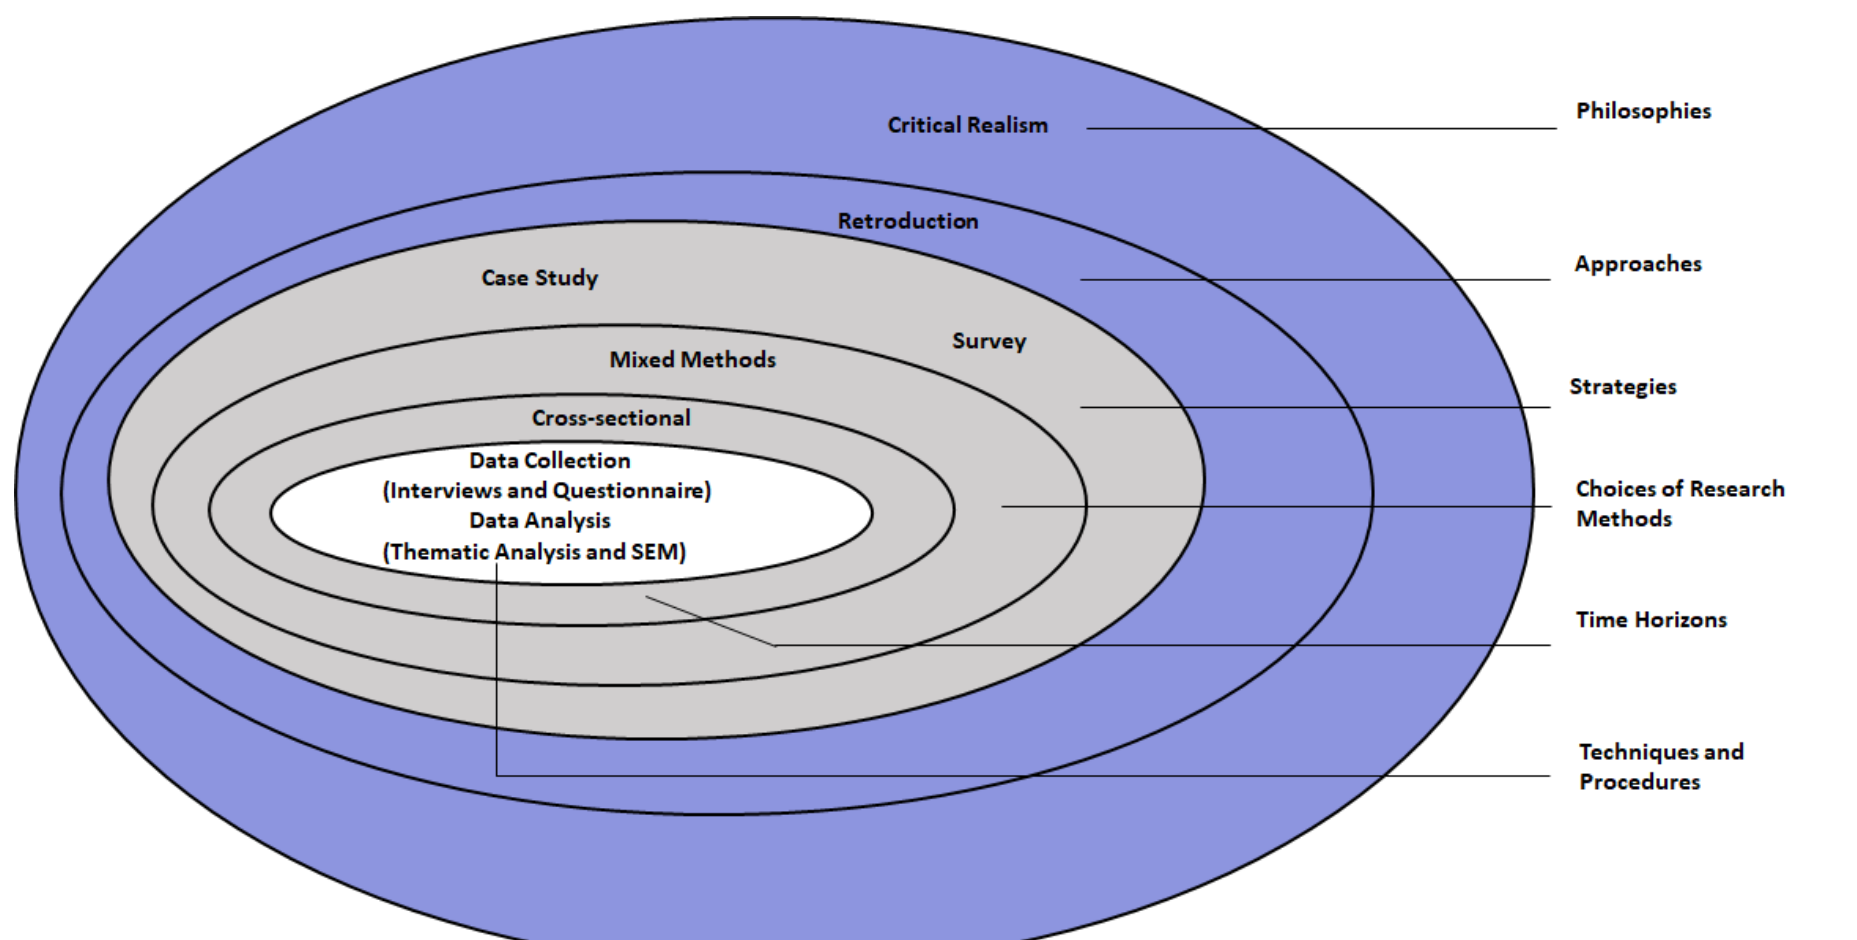 Critical Realism
Philosophies
Retroduction
Approaches
Case Study
Survey
Strategies
Mixed Methods
Cross-sectional
Data Collection
(Interviews and Questionnaire)
Data Analysis
(Thematic Analysis and SEM)
Choices of Research
Methods
Time Horizons
Techniques and
Procedures